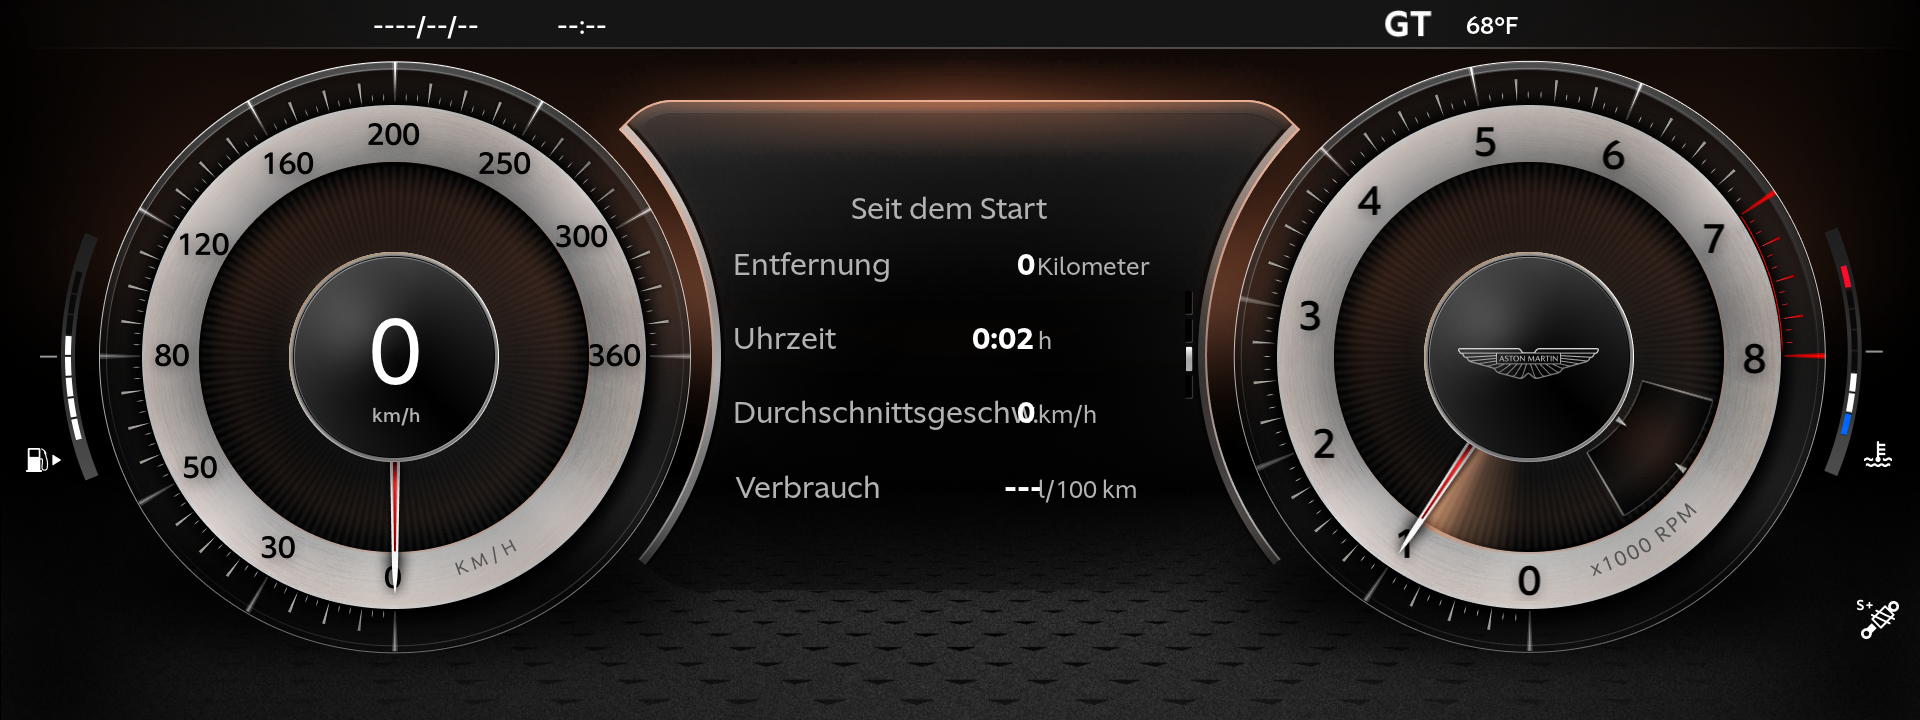 ----/--/--
--:--
GT
68°F
200
160
250
120
300
80
360
50
30
0
KM/H
0
km/h
Seit dem Start
Entfernung 0 Kilometer
Uhrzeit 0:02 h
Durchschnittsgeschw. 0 km/h
Verbrauch --- l/100 km
5
6
4
7
3
8
2
1
0
x1000 RPM
ASTON MARTIN
S+